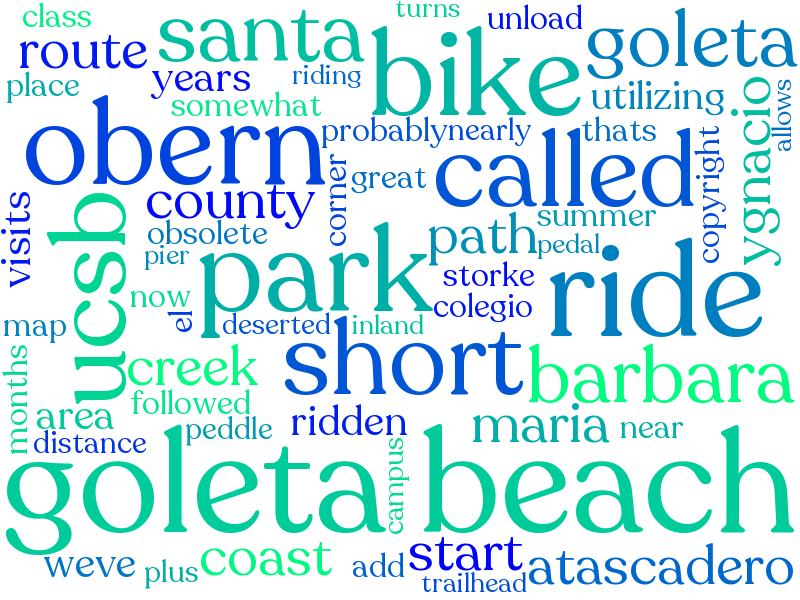 class
turns
unload
santa
goleta
route
bike
place
years
riding
utilizing
somewhat
allows
obern
probably
nearly
thats
called
ygnacio
copyright
corner
great
county
visits
summer
obsolete
path
pedal
ucsb
pier
park
storke
ride
now
colegio
map
el
deserted
inland
short
creek
barbara
months
followed
area
peddle
ridden
maria
near
distance
goleta beach
campus
weve
plus
coast
add
start
atascadero
trailhead